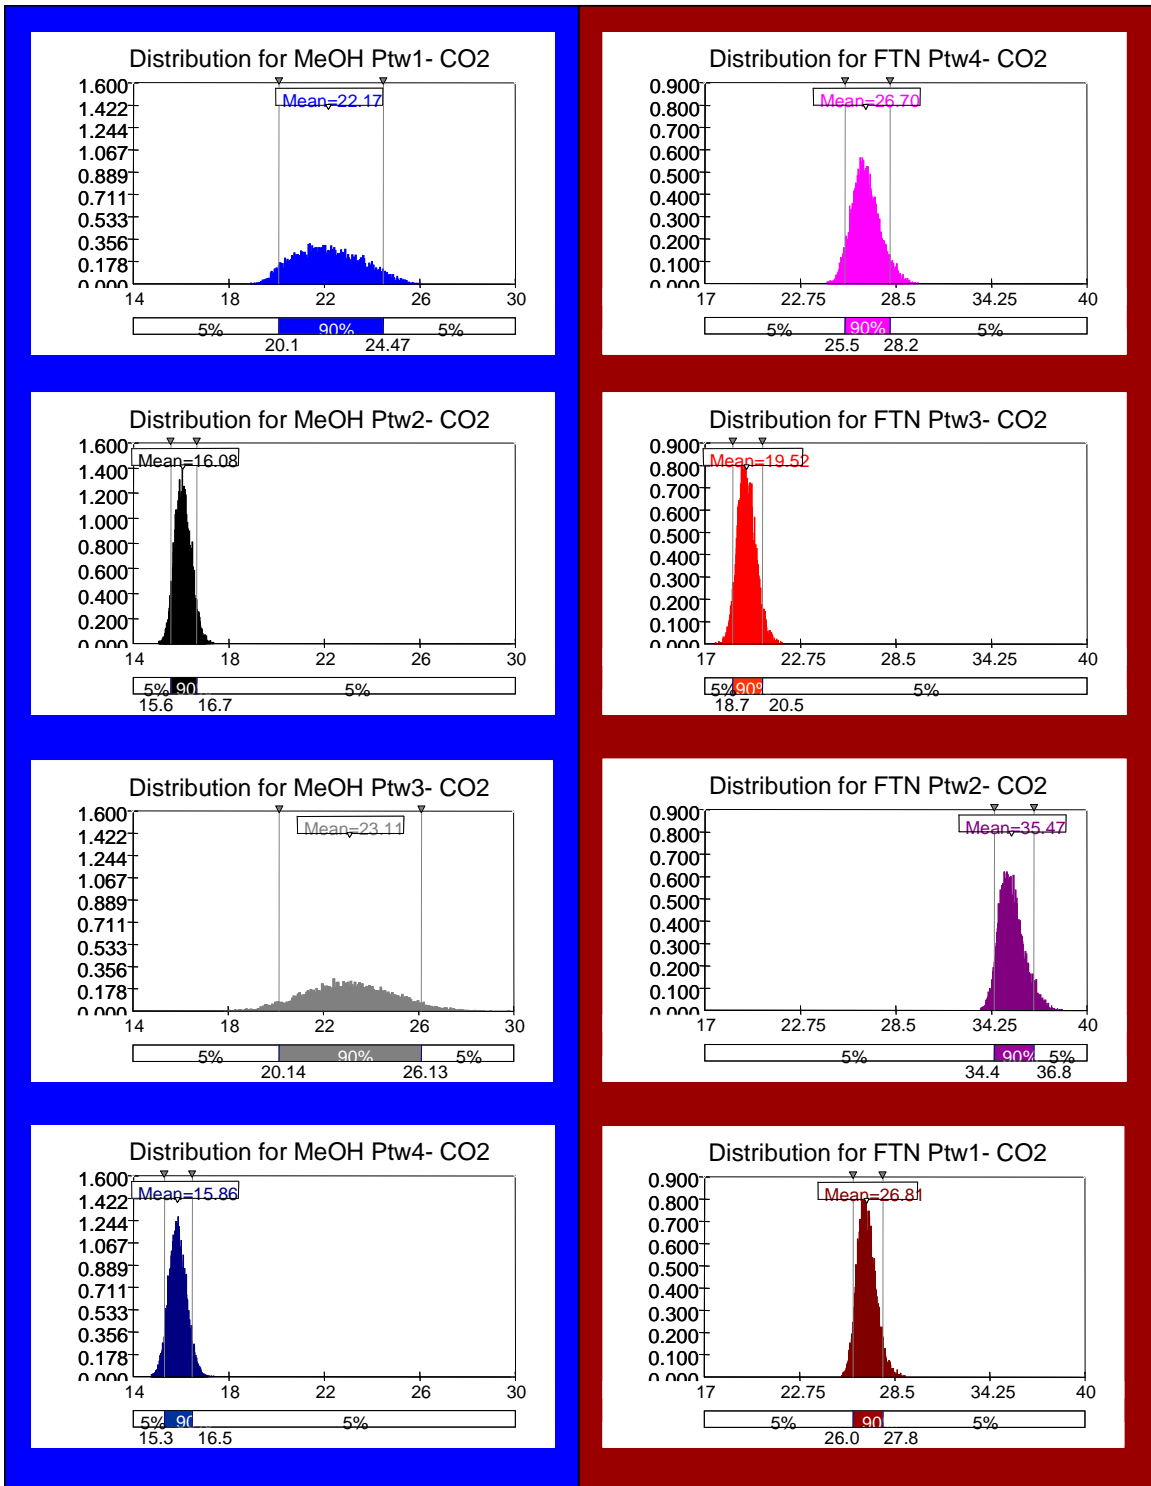 Distribution for MeOH Ptw1- CO2
Mean=22.17
1.600
1.422
1.244
1.067
0.889
0.711
0.533
0.356
0.178
0.000
14 18 22 26 30
5% 90% 5%
20.1 24.47
Distribution for MeOH Ptw2- CO2
Mean=16.08
1.600
1.400
1.200
1.000
0.800
0.600
0.400
0.200
0.000
14 18 22 26 30
5% 90% 5%
15.6 16.7
Distribution for MeOH Ptw3- CO2
Mean=23.11
1.600
1.422
1.244
1.067
0.889
0.711
0.533
0.356
0.178
0.000
14 18 22 26 30
5% 90% 5%
20.14 26.13
Distribution for MeOH Ptw4- CO2
Mean=15.86
1.600
1.422
1.244
1.067
0.889
0.711
0.533
0.356
0.178
0.000
14 18 22 26 30
5% 90 5%
15.3 16.5
Distribution for FTN Ptw4- CO2
Mean=26.70
0.900
0.800
0.700
0.600
0.500
0.400
0.300
0.200
0.100
0.000
17 22.75 28.5 34.25 40
5% 90% 5%
25.5 28.2
Distribution for FTN Ptw3- CO2
Mean=19.52
0.900
0.800
0.700
0.600
0.500
0.400
0.300
0.200
0.100
0.000
17 22.75 28.5 34.25 40
5% 90% 5%
18.7 20.5
Distribution for FTN Ptw2- CO2
Mean=35.47
0.900
0.800
0.700
0.600
0.500
0.400
0.300
0.200
0.100
0.000
17 22.75 28.5 34.25 40
5% 90% 5%
34.4 36.8
Distribution for FTN Ptw1- CO2
Mean=26.81
0.900
0.800
0.700
0.600
0.500
0.400
0.300
0.200
0.100
0.000
17 22.75 28.5 34.25 40
5% 90 5%
26.0 27.8